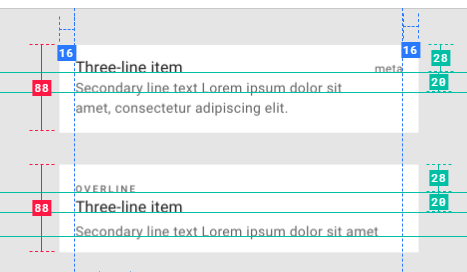 16
16
28
Three-line item
meta
20
88
Secondary line text Lorem ipsum dolor sit
amet, consectetur adipiscing elit.
28
OVERLINE
88
Three-line item
20
Secondary line text Lorem ipsum dolor sit amet